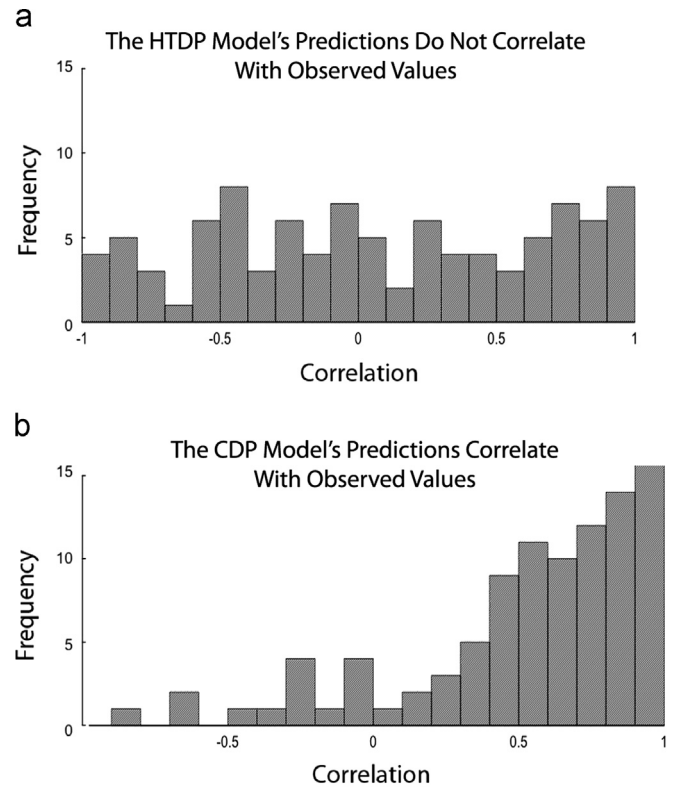 a
The HTDP Model's Predictions Do Not Correlate
With Observed Values
15
10
5
0
Frequency
-1 -0.5 0 0.5 1
Correlation
b
The CDP Model's Predictions Correlate
With Observed Values
15
10
5
0
Frequency
-0.5 0 0.5 1
Correlation